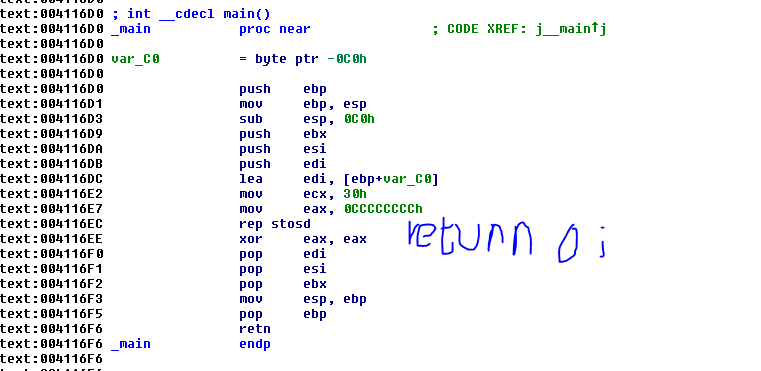 text:004116D0 ; int __cdecl main()
text:004116D0 _main proc near ; CODE XREF: j__main↑j
text:004116D0
text:004116D0 var_C0 = byte ptr -0C0h
text:004116D0
text:004116D0 push ebp
text:004116D1 mov ebp, esp
text:004116D3 sub esp, 0C0h
text:004116D9 push ebx
text:004116DA push esi
text:004116DB push edi
text:004116DC lea edi, [ebp+var_C0]
text:004116E2 mov ecx, 30h
text:004116E7 mov eax, 0CCCCCCCCh
text:004116EC rep stosd
text:004116EE xor eax, eax return 0;
text:004116F0 pop edi
text:004116F1 pop esi
text:004116F2 pop ebx
text:004116F3 mov esp, ebp
text:004116F5 pop ebp
text:004116F6 retn
text:004116F6 _main endp
text:004116F6